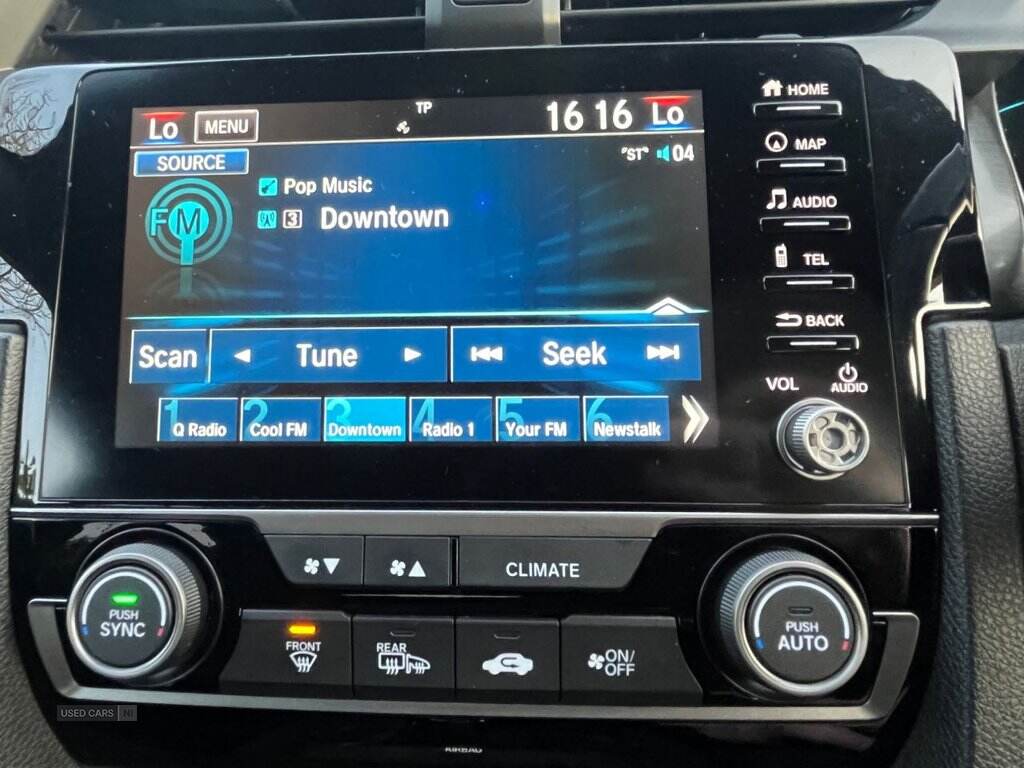 HOME
TP
Lo MENU 16 16 Lo
MAP
SOURCE "ST" 04
Pop Music
FM
3 Downtown
AUDIO
TEL
BACK
Scan Tune Seek
VOL AUDIO
1 Q Radio 2 Cool FM 3 Downtown 4 Radio 1 5 Your FM 6 Newstalk
CLIMATE
PUSH
SYNC
FRONT
REAR
ON/
OFF
PUSH
AUTO
USED CARS NI
AIRBAG